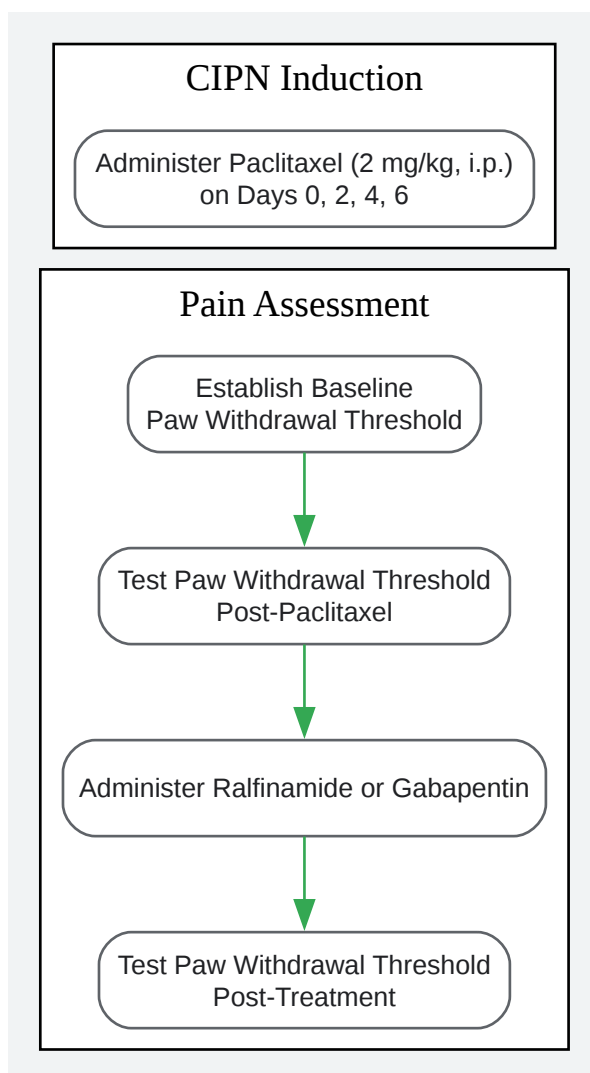 CIPN Induction
Administer Paclitaxel (2 mg/kg, i.p.)
on Days 0, 2, 4, 6
Pain Assessment
Establish Baseline
Paw Withdrawal Threshold
Test Paw Withdrawal Threshold
Post-Paclitaxel
Administer Ralfinamide or Gabapentin
Test Paw Withdrawal Threshold
Post-Treatment